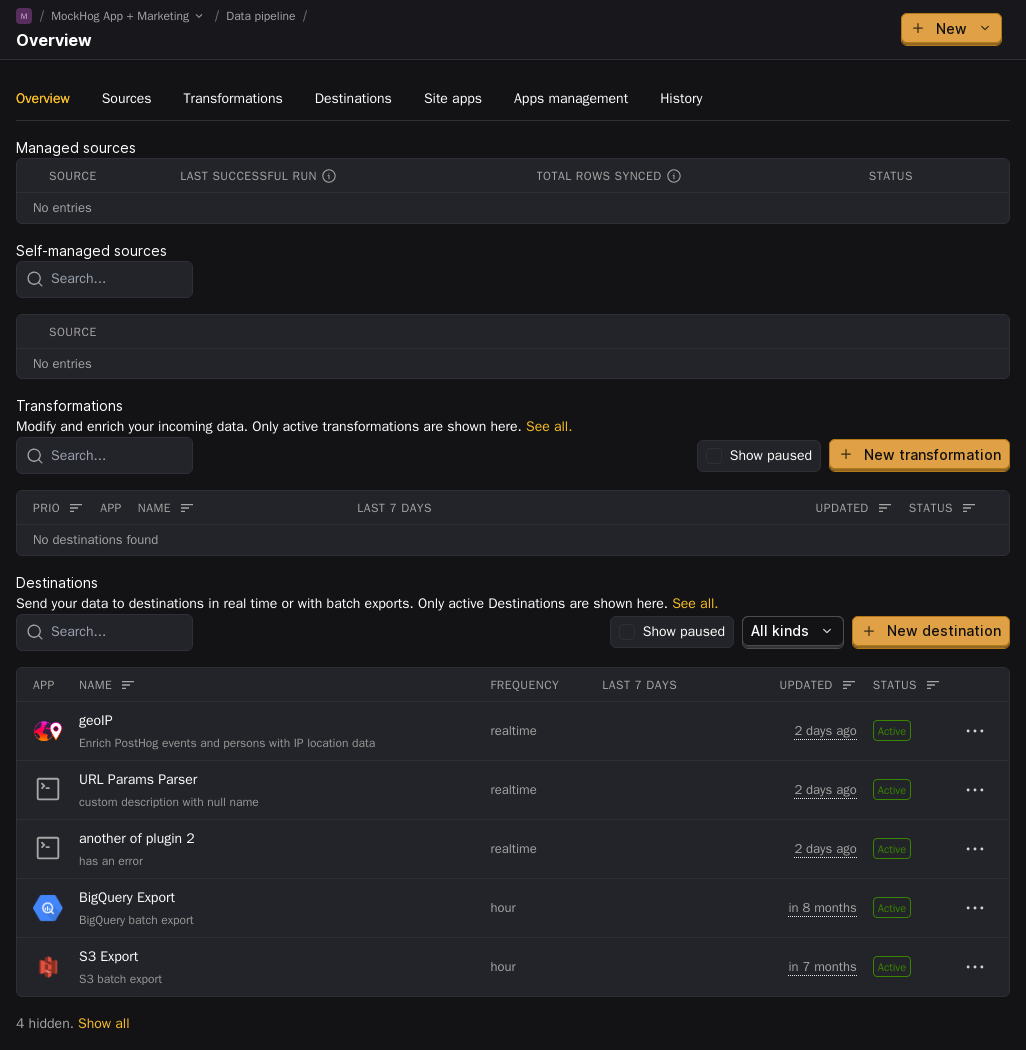 M / MockHog App + Marketing / Data pipeline /
Overview
+ New
Overview Sources Transformations Destinations Site apps Apps management History
Managed sources
SOURCE LAST SUCCESSFUL RUN TOTAL ROWS SYNCED STATUS
No entries
Self-managed sources
Search...
SOURCE
No entries
Transformations
Modify and enrich your incoming data. Only active transformations are shown here. See all.
Search... Show paused + New transformation
PRIO APP NAME LAST 7 DAYS UPDATED STATUS
No destinations found
Destinations
Send your data to destinations in real time or with batch exports. Only active Destinations are shown here. See all.
Search... Show paused All kinds + New destination
APP NAME FREQUENCY LAST 7 DAYS UPDATED STATUS
geoIP
Enrich PostHog events and persons with IP location data
realtime 2 days ago Active
URL Params Parser
custom description with null name
realtime 2 days ago Active
another of plugin 2
has an error
realtime 2 days ago Active
BigQuery Export
BigQuery batch export
hour in 8 months Active
S3 Export
S3 batch export
hour in 7 months Active
4 hidden. Show all